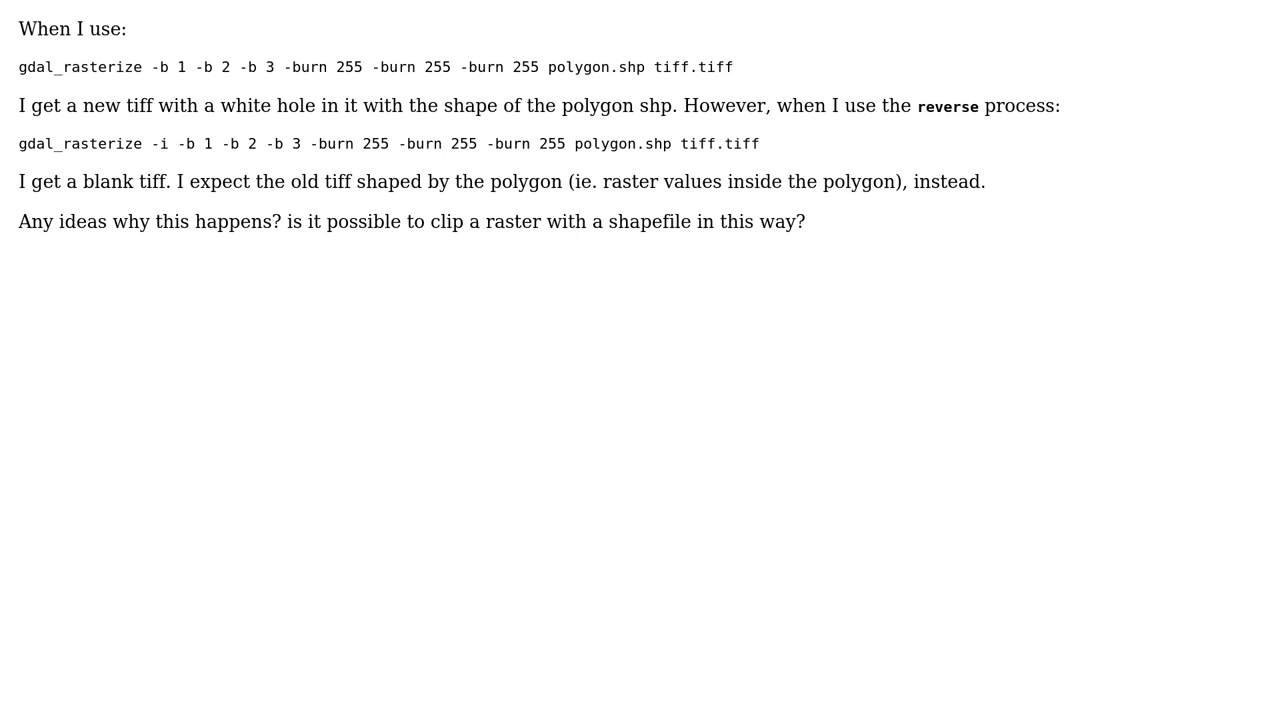 When I use:
gdal_rasterize -b 1 -b 2 -b 3 -burn 255 -burn 255 -burn 255 polygon.shp tiff.tiff
I get a new tiff with a white hole in it with the shape of the polygon shp. However, when I use the reverse process:
gdal_rasterize -i -b 1 -b 2 -b 3 -burn 255 -burn 255 -burn 255 polygon.shp tiff.tiff
I get a blank tiff. I expect the old tiff shaped by the polygon (ie. raster values inside the polygon), instead.
Any ideas why this happens? is it possible to clip a raster with a shapefile in this way?